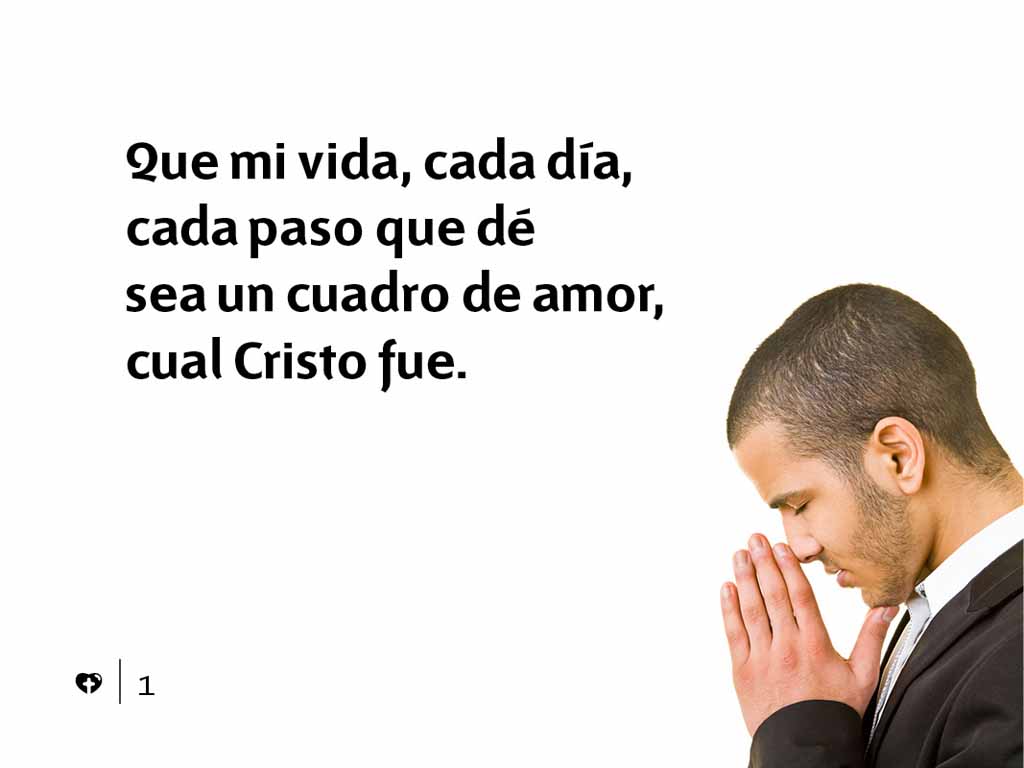 Que mi vida, cada día,
cada paso que dé
sea un cuadro de amor,
cual Cristo fue.
1